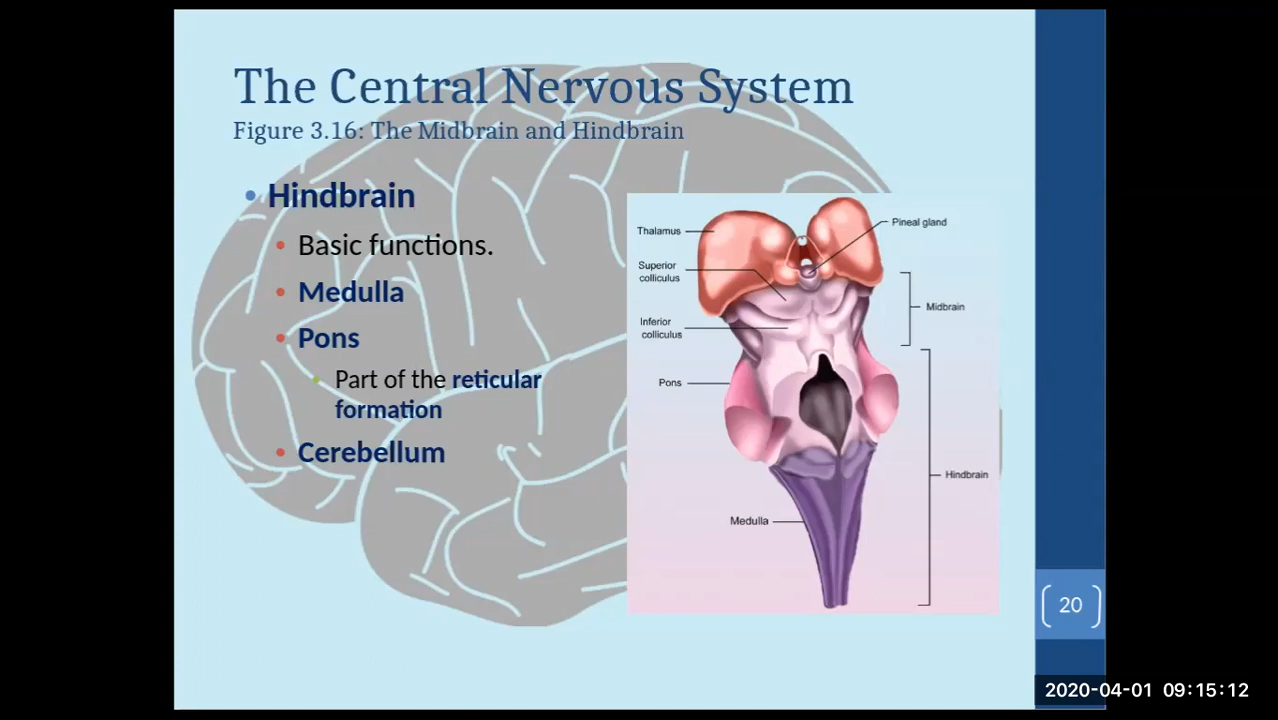 The Central Nervous System
Figure 3.16: The Midbrain and Hindbrain
• Hindbrain
• Basic functions.
• Medulla
• Pons
• Part of the reticular
formation
• Cerebellum
Thalamus
Superior
colliculus
Inferior
colliculus
Pons
Medulla
Pineal gland
Midbrain
Hindbrain
20
2020-04-01 09:15:12